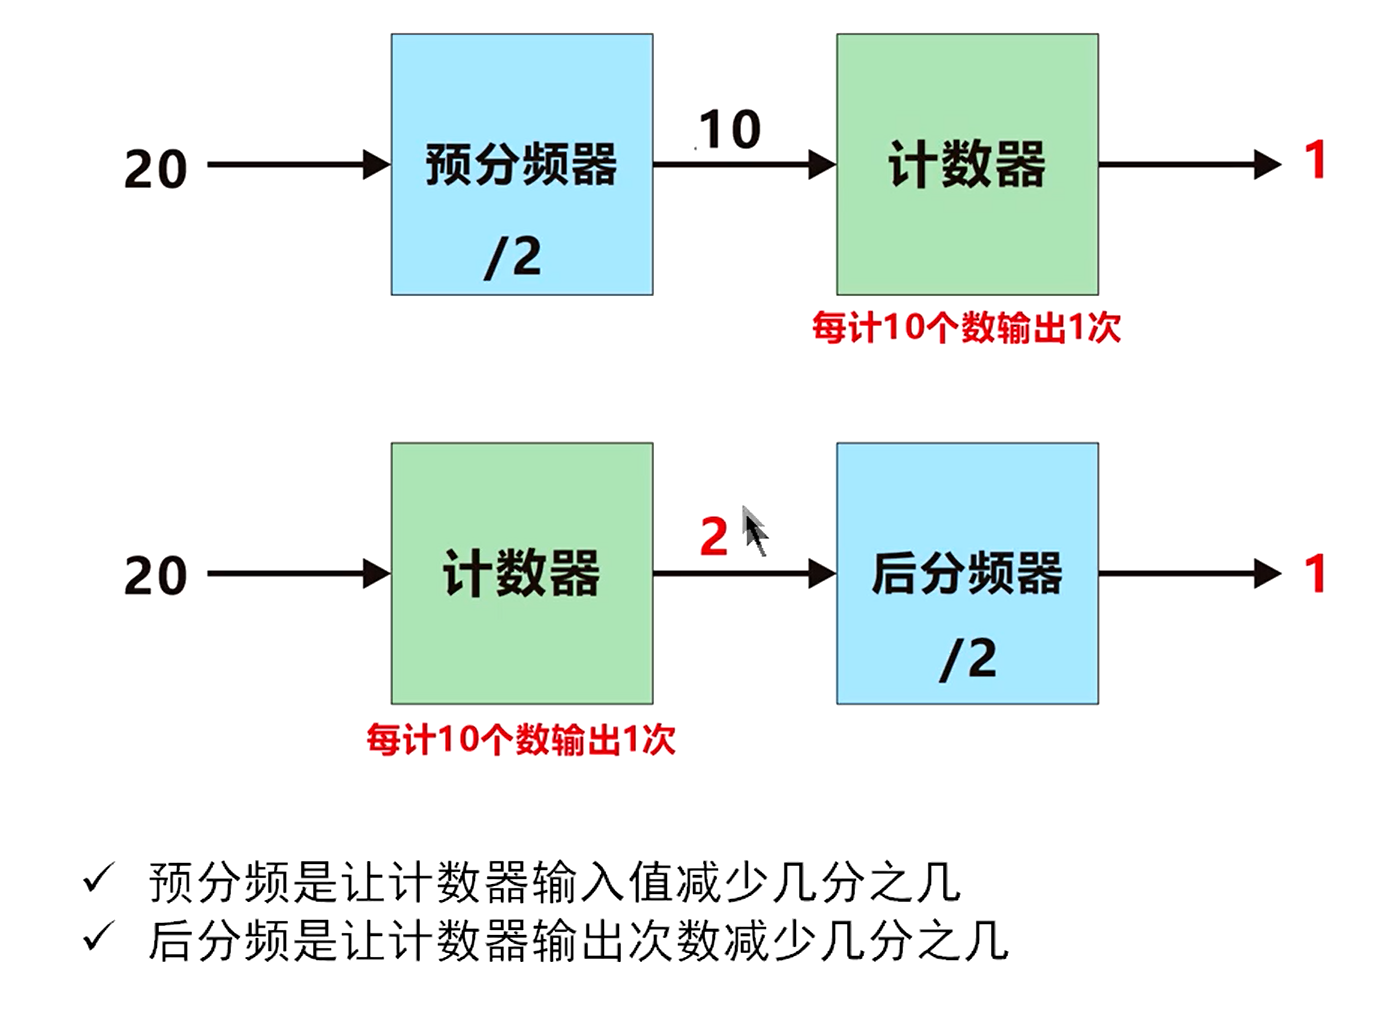 20
预分频器
/2
10
计数器
1
每计10个数输出1次
20
计数器
2
后分频器
/2
1
每计10个数输出1次
✓ 预分频是让计数器输入值减少几分之几
✓ 后分频是让计数器输出次数减少几分之几